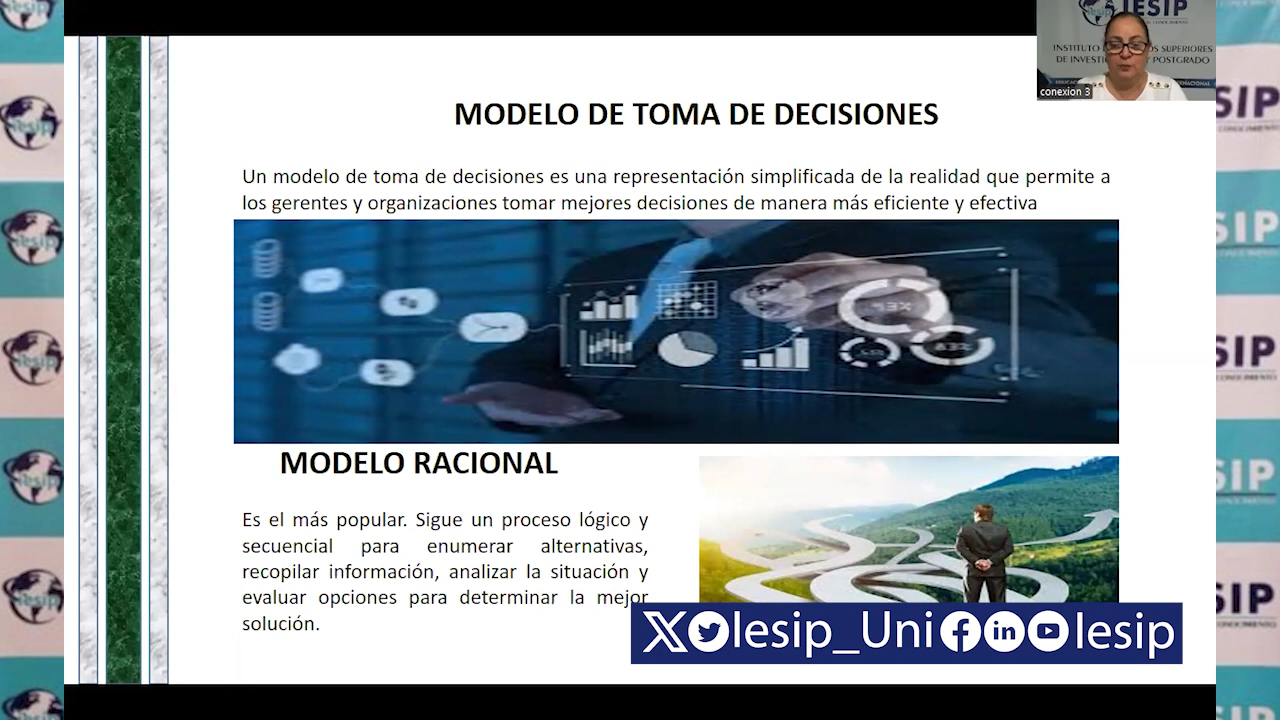 IESIP
INSTITUTO
SUPERIORES
DE INVESTI
Y POSTGRADO
conexion 3
MODELO DE TOMA DE DECISIONES
Un modelo de toma de decisiones es una representación simplificada de la realidad que permite a
los gerentes y organizaciones tomar mejores decisiones de manera más eficiente y efectiva
MODELO RACIONAL
Es el más popular. Sigue un proceso lógico y
secuencial para enumerar alternativas,
recopilar información, analizar la situación y
evaluar opciones para determinar la mejor
solución.
Iesip_Uni
Iesip